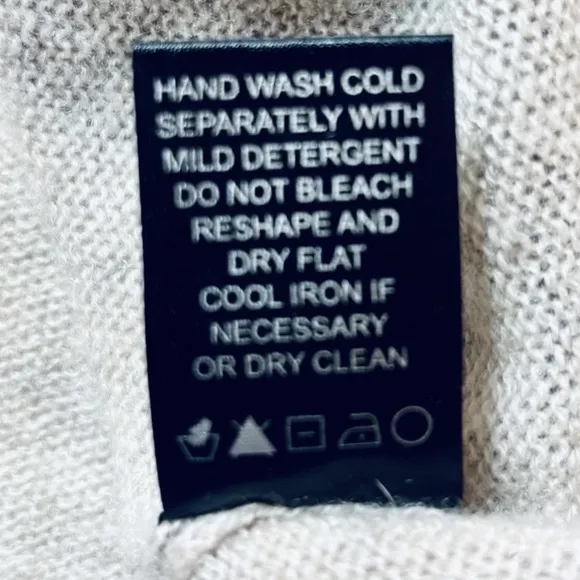 HAND WASH COLD
SEPARATELY WITH
MILD DETERGENT
DO NOT BLEACH
RESHAPE AND
DRY FLAT
COOL IRON IF
NECESSARY
OR DRY CLEAN